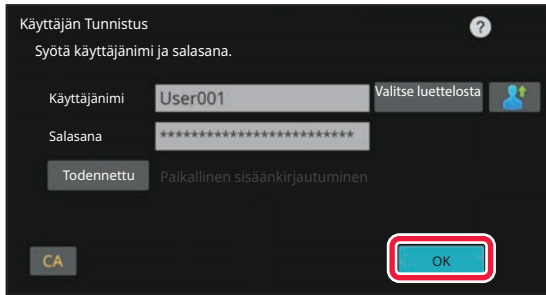 Käyttäjän Tunnistus
?
Syötä käyttäjänimi ja salasana.
Käyttäjänimi User001 Valitse luettelosta
Salasana *************************
Todennettu Paikallinen sisäänkirjautuminen
CA OK